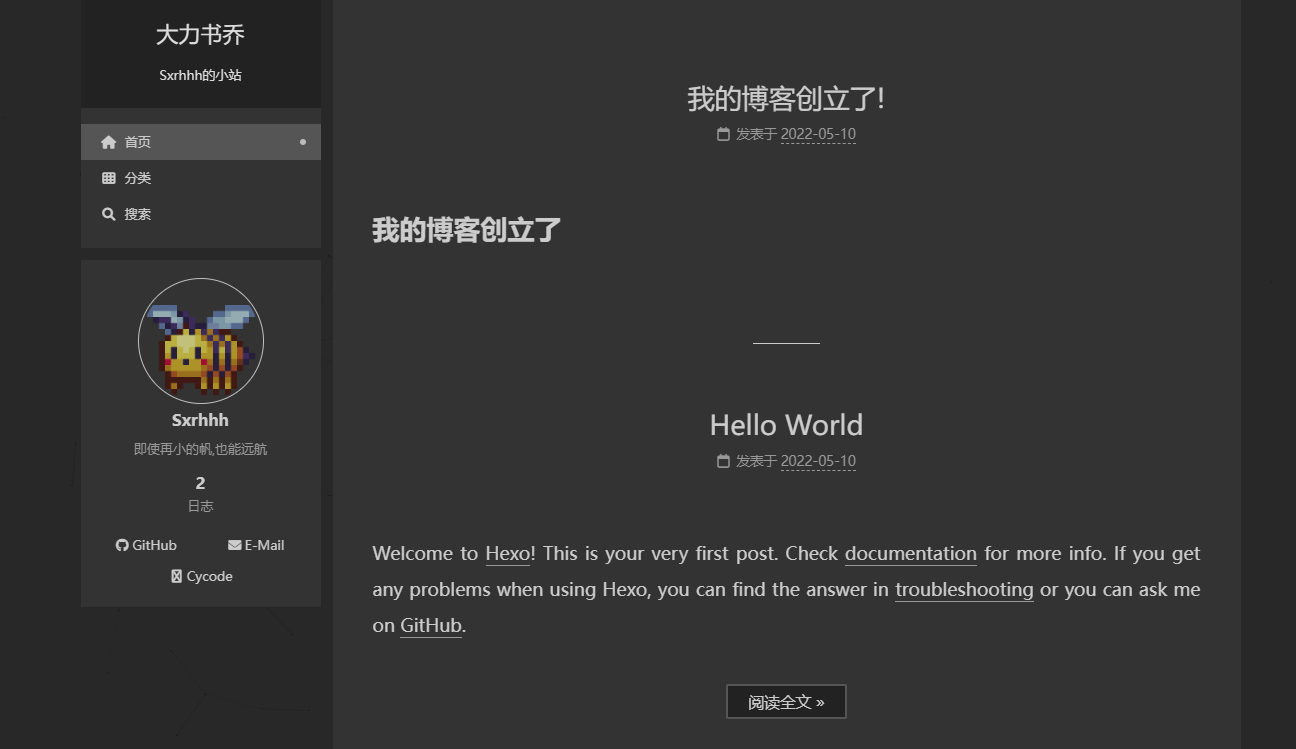 大力书乔
Sxrhhh的小站
首页
分类
搜索
Sxrhhh
即使再小的帆,也能远航
2
日志
GitHub
E-Mail
Cycode
我的博客创立了!
发表于 2022-05-10
我的博客创立了
Hello World
发表于 2022-05-10
Welcome to Hexo! This is your very first post. Check documentation for more info. If you get
any problems when using Hexo, you can find the answer in troubleshooting or you can ask me
on GitHub.
阅读全文 »